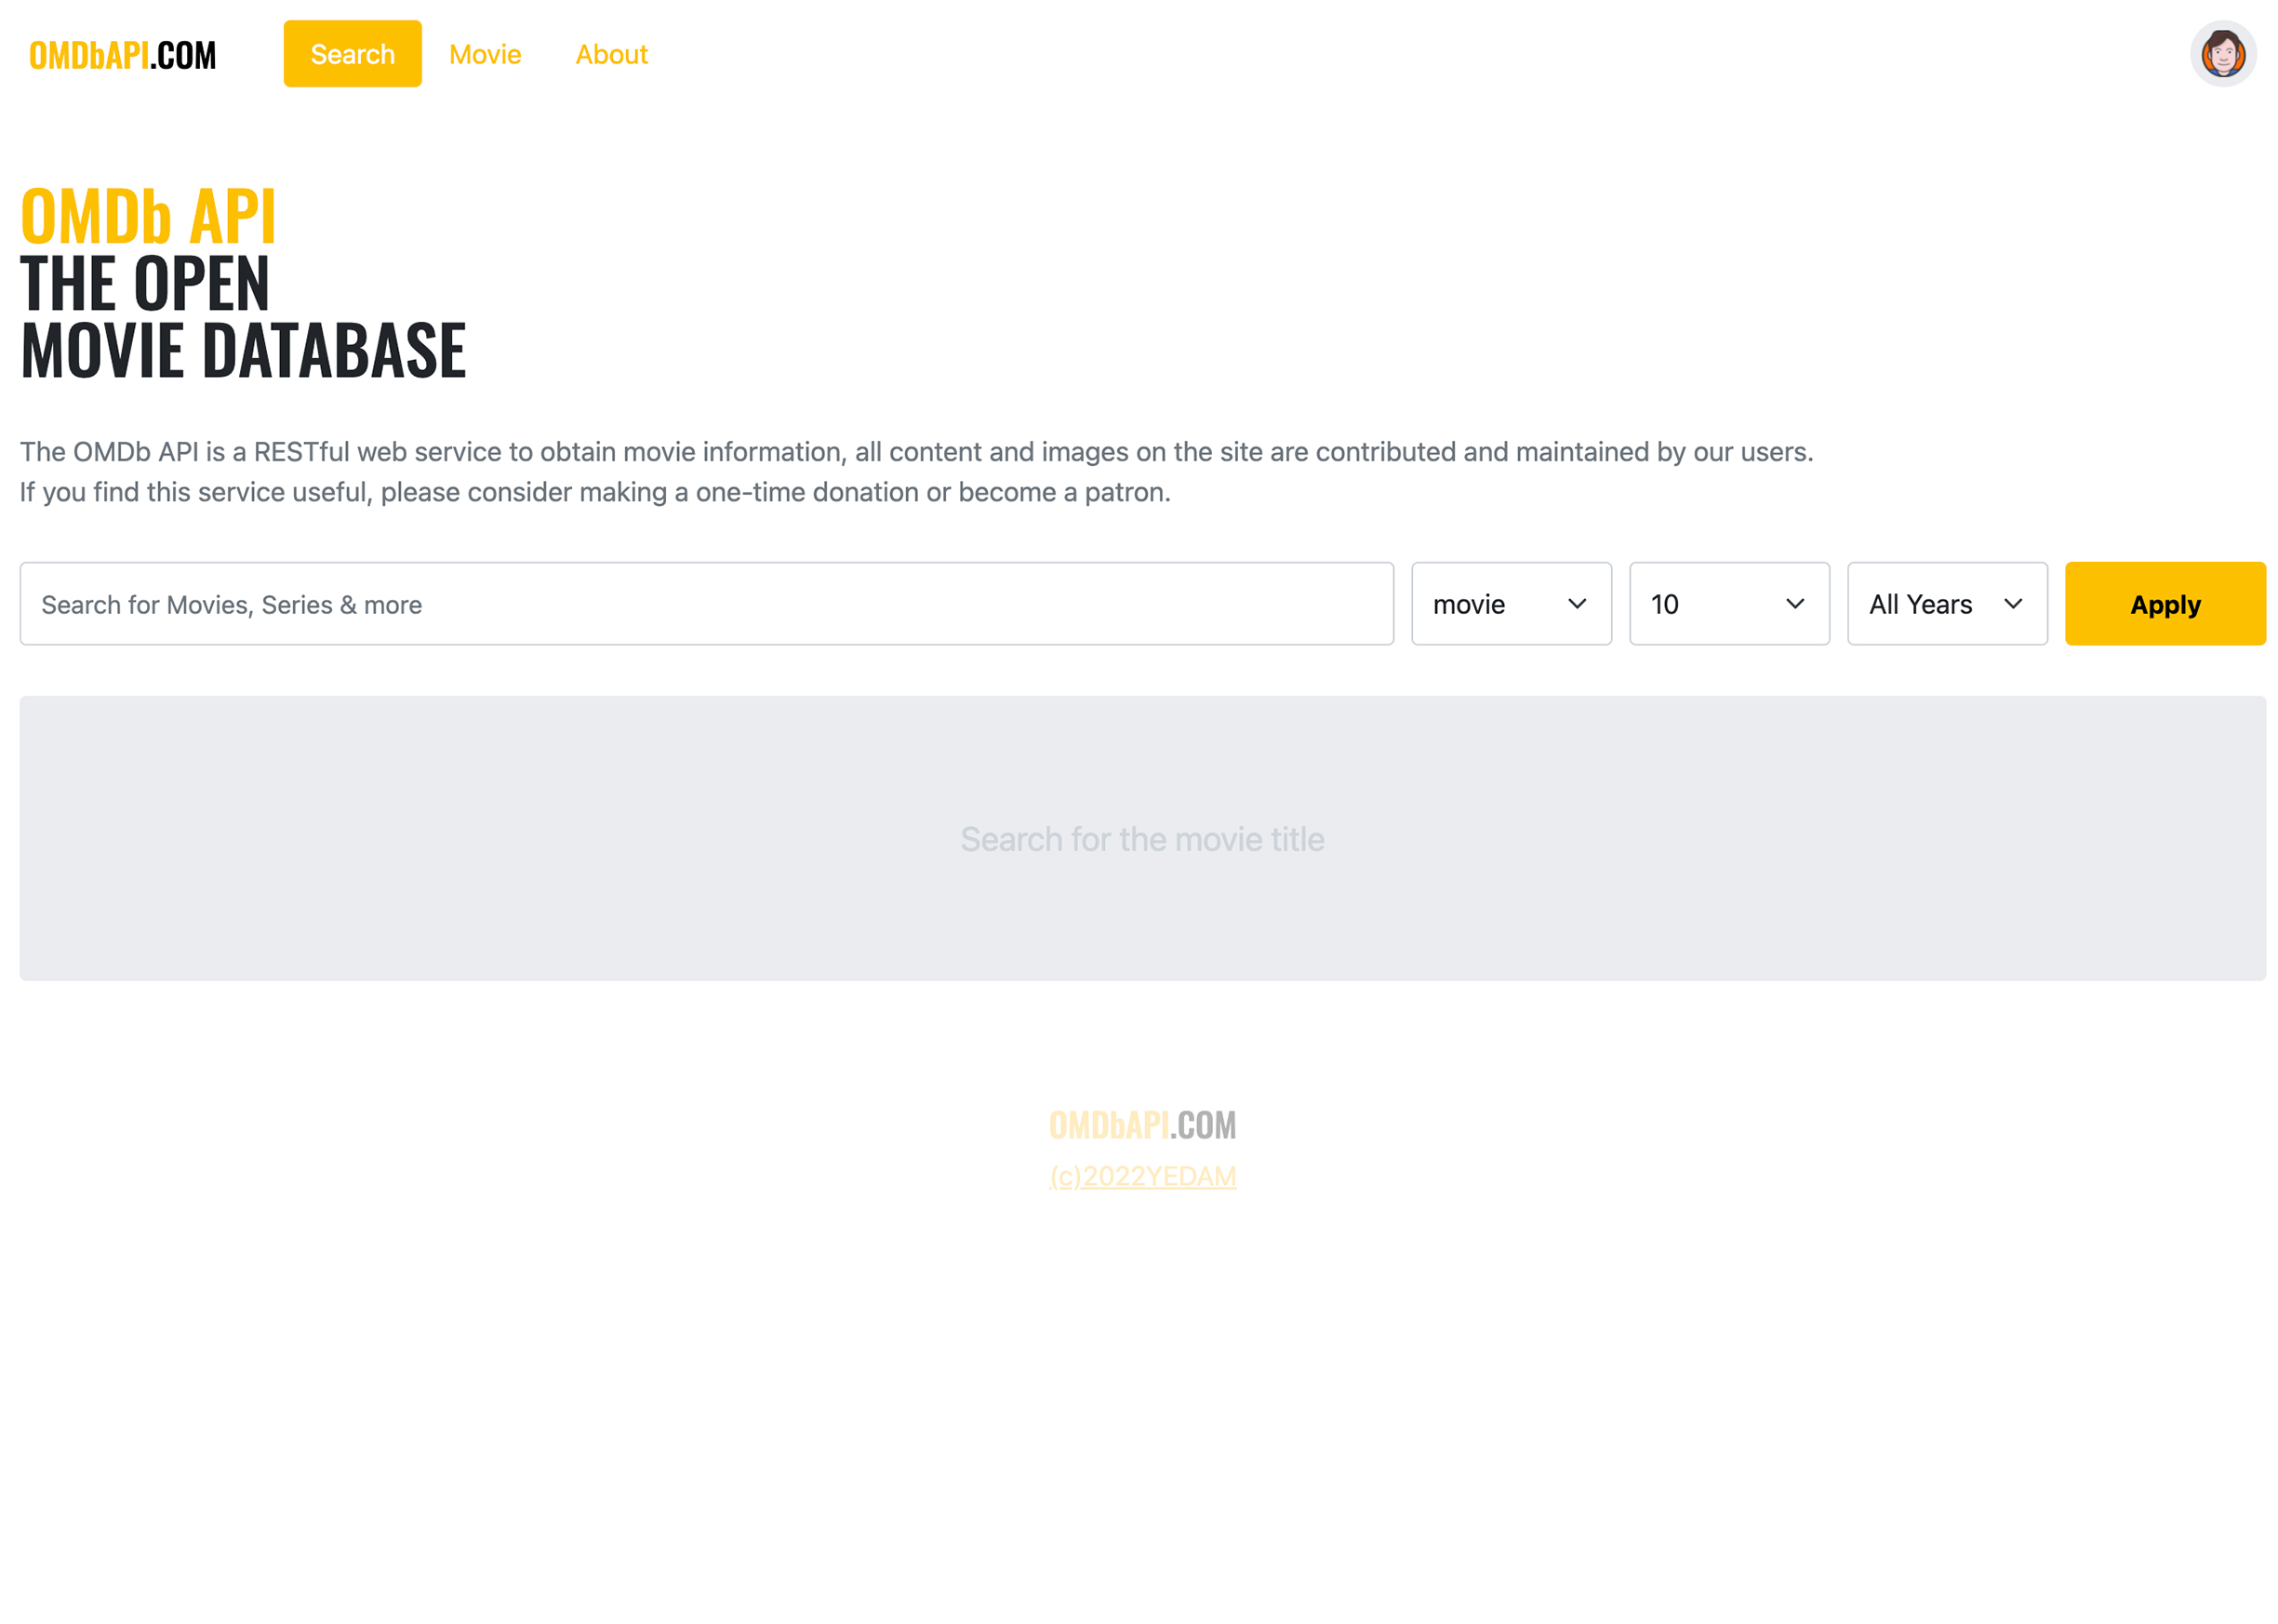 OMDbAPI.COM
Search
Movie
About
OMDb API
THE OPEN
MOVIE DATABASE
The OMDb API is a RESTful web service to obtain movie information, all content and images on the site are contributed and maintained by our users.
If you find this service useful, please consider making a one-time donation or become a patron.
Search for Movies, Series & more
movie
10
All Years
Apply
Search for the movie title
OMDbAPI.COM
(c)2022YEDAM